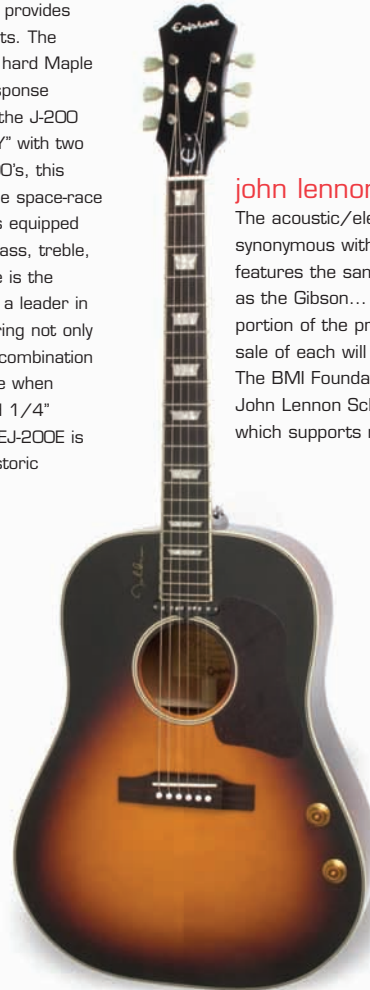 provides
ts. The
hard Maple
sponse
the J-200
Y" with two
0's, this
e space-race
s equipped
ass, treble,
e is the
a leader in
ring not only
combination
e when
l 1/4"
EJ-200E is
storic
Epiphone
john lennon
The acoustic/ele
synonymous with
features the san
as the Gibson...
portion of the pr
sale of each will
The BMI Founda
John Lennon Sch
which supports r